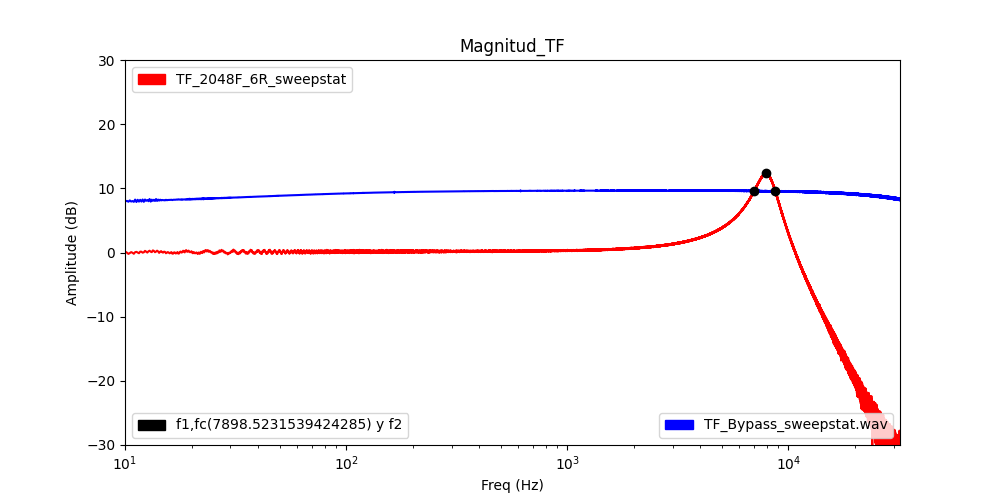 Magnitud_TF
TF_2048F_6R_sweepstat
30
20
10
0
−10
−20
−30
Amplitude (dB)
f1,fc(7898.5231539424285) y f2
TF_Bypass_sweepstat.wav
10¹ 10² 10³ 10⁴
Freq (Hz)